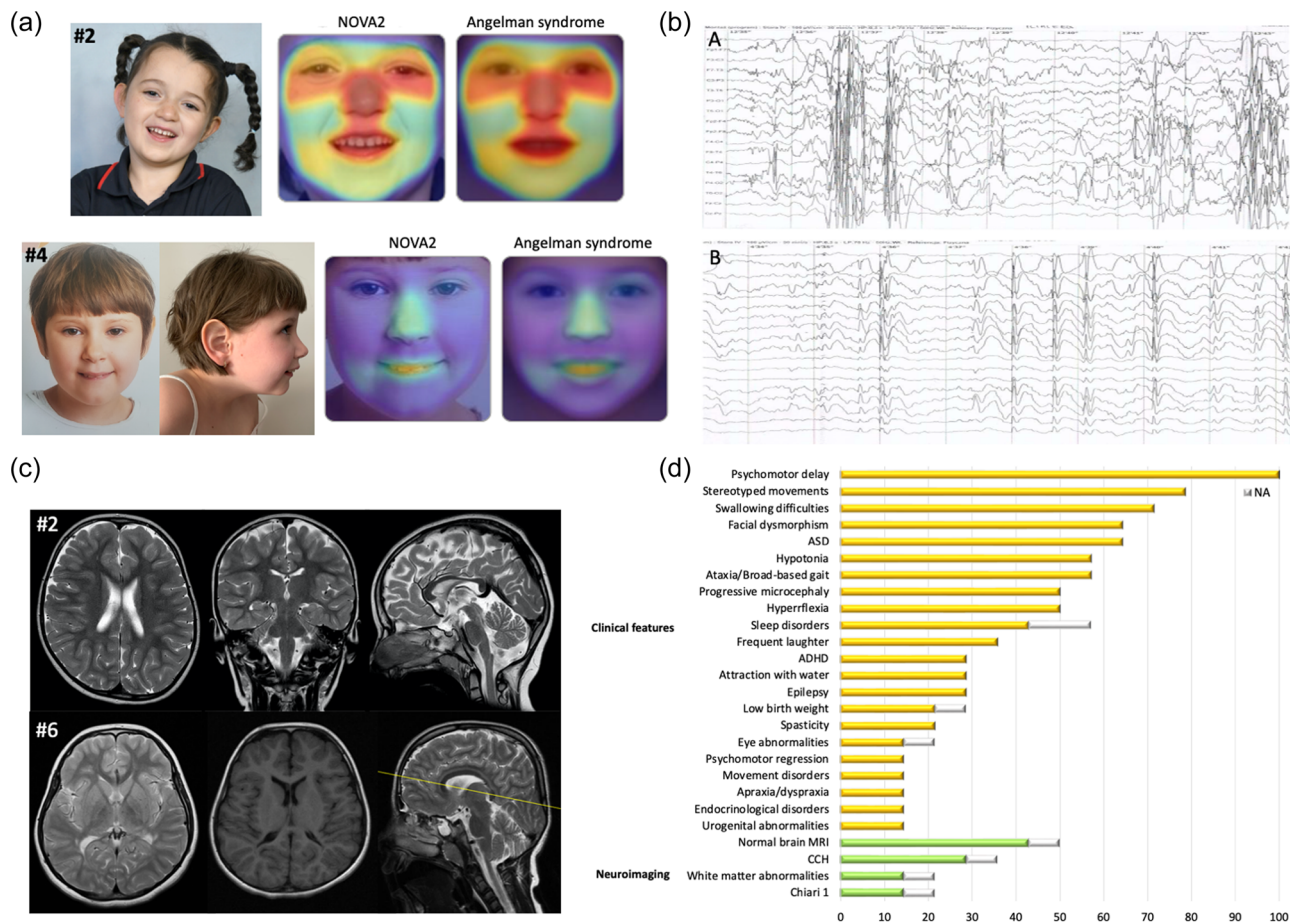 (a)
#2
NOVA2
Angelman syndrome
#4
NOVA2
Angelman syndrome
(b)
A
B
(c)
#2
#6
(d)
Psychomotor delay
Stereotyped movements
Swallowing difficulties
Facial dysmorphism
ASD
Hypotonia
Ataxia/Broad-based gait
Progressive microcephaly
Hyperrflexia
Sleep disorders
Frequent laughter
ADHD
Attraction with water
Epilepsy
Low birth weight
Spasticity
Eye abnormalities
Psychomotor regression
Movement disorders
Apraxia/dyspraxia
Endocrinological disorders
Urogenital abnormalities
Normal brain MRI
CCH
White matter abnormalities
Chiari 1
Clinical features
Neuroimaging
NA
0 10 20 30 40 50 60 70 80 90 100